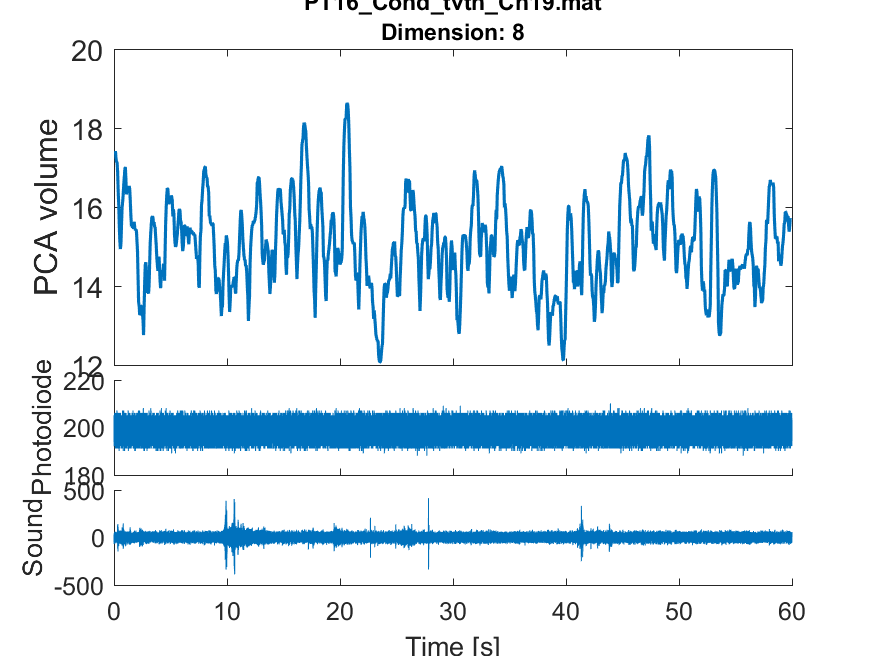 PT16_Cond_tvth_Ch19.mat
Dimension: 8
20
18
16
14
12
PCA volume
220
200
180
Photodiode
500
0
-500
Sound
0 10 20 30 40 50 60
Time [s]